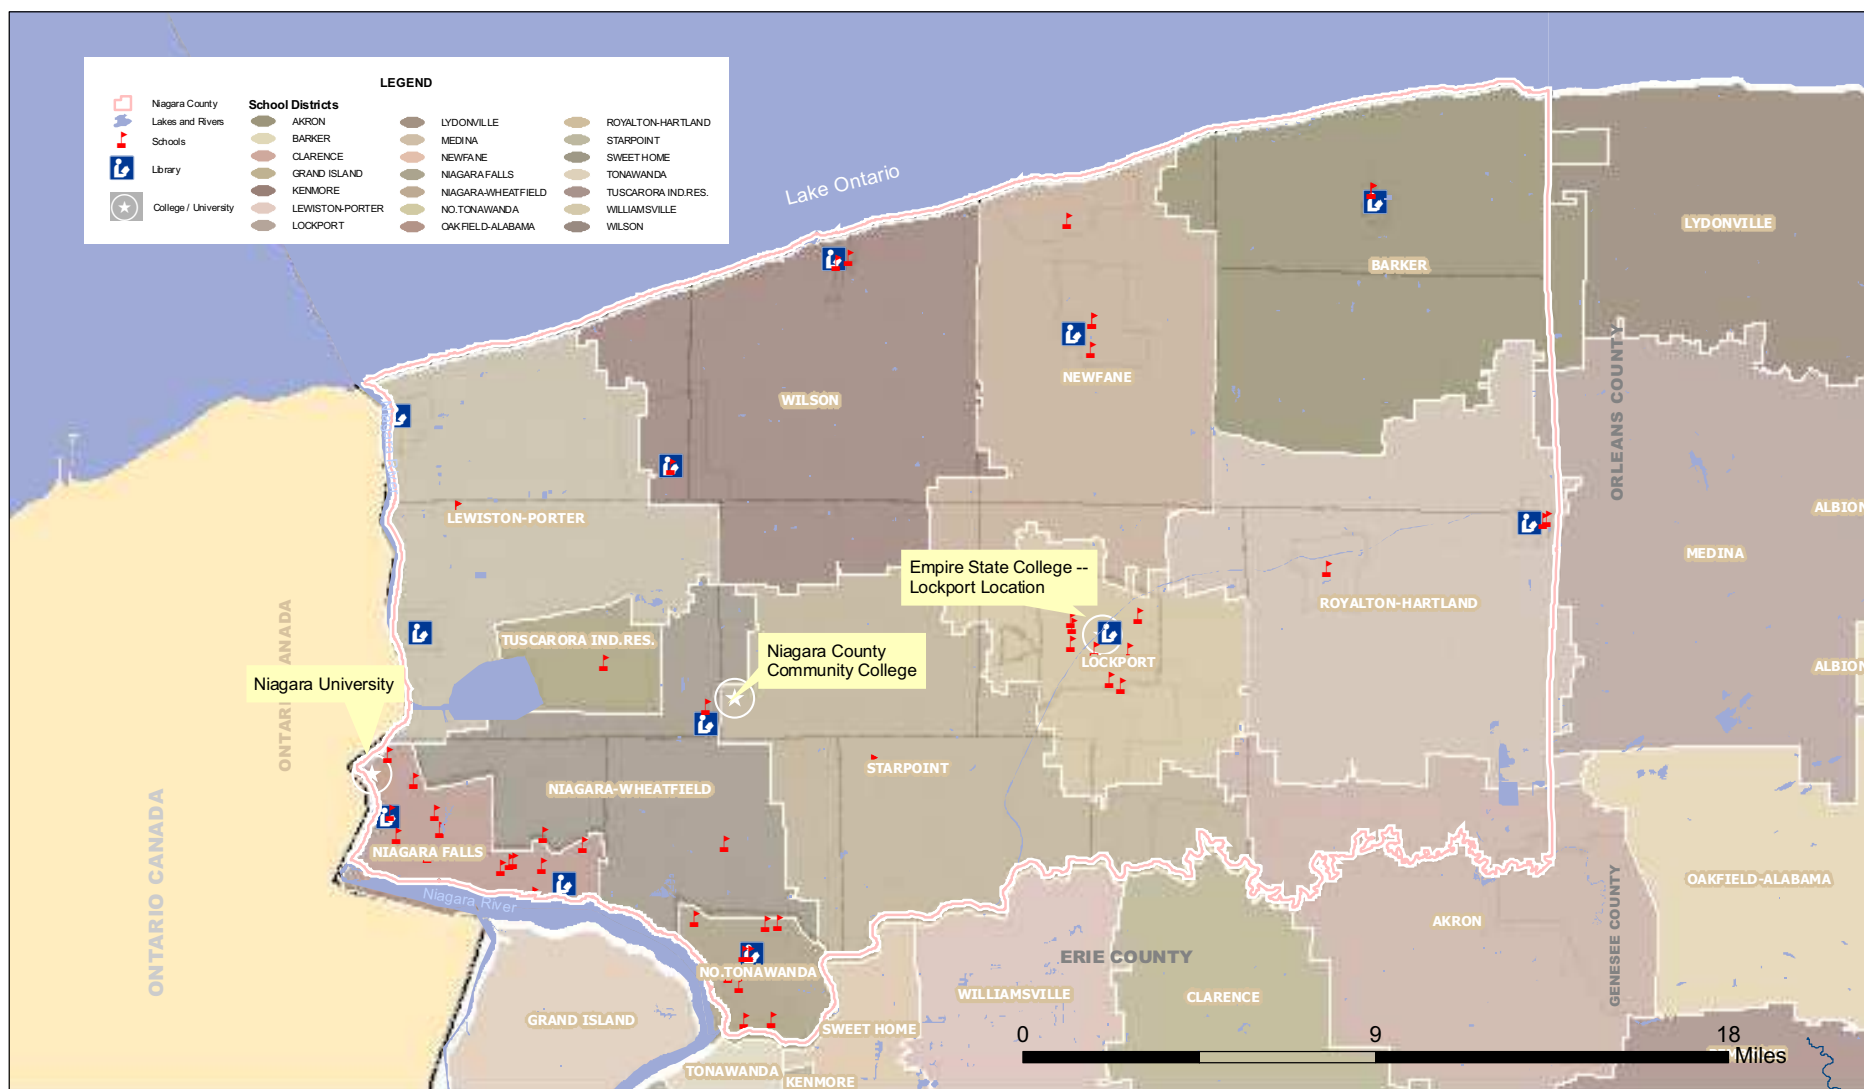 LEGEND
Niagara County
Lakes and Rivers
Schools
Library
College / University
School Districts
AKRON
BARKER
CLARENCE
GRAND ISLAND
KENMORE
LEWISTON-PORTER
LOCKPORT
LYDONVILLE
MEDINA
NEWFANE
NIAGARA FALLS
NIAGARA-WHEATFIELD
NO.TONAWANDA
OAKFIELD-ALABAMA
ROYALTON-HARTLAND
STARPOINT
SWEET HOME
TONAWANDA
TUSCARORA IND.RES.
WILLIAMSVILLE
WILSON
Lake Ontario
LYDONVILLE
BARKER
NEWFANE
WILSON
ORLEANS COUNTY
LEWISTON-PORTER
ALBION
MEDINA
Empire State College --
Lockport Location
ROYALTON-HARTLAND
TUSCARORA IND.RES.
Niagara County
Community College
LOCKPORT
ALBION
Niagara University
ONTARIO CANADA
STARPOINT
NIAGARA-WHEATFIELD
NIAGARA FALLS
ONTARIO CANADA
Niagara River
OAKFIELD-ALABAMA
AKRON
GENESEE COUNTY
ERIE COUNTY
NO.TONAWANDA
WILLIAMSVILLE
CLARENCE
GRAND ISLAND
SWEET HOME
0 9 18
Miles
TONAWANDA
KENMORE